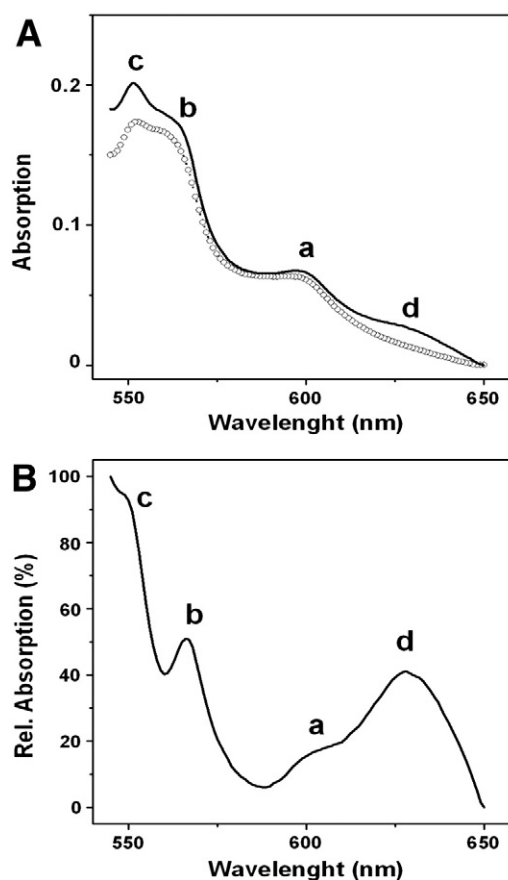 A
c
b
a
d
0.2
0.1
0
Absorption
550
600
650
Wavelenght (nm)
B
c
b
a
d
100
80
60
40
20
0
Rel. Absorption (%)
550
600
650
Wavelenght (nm)